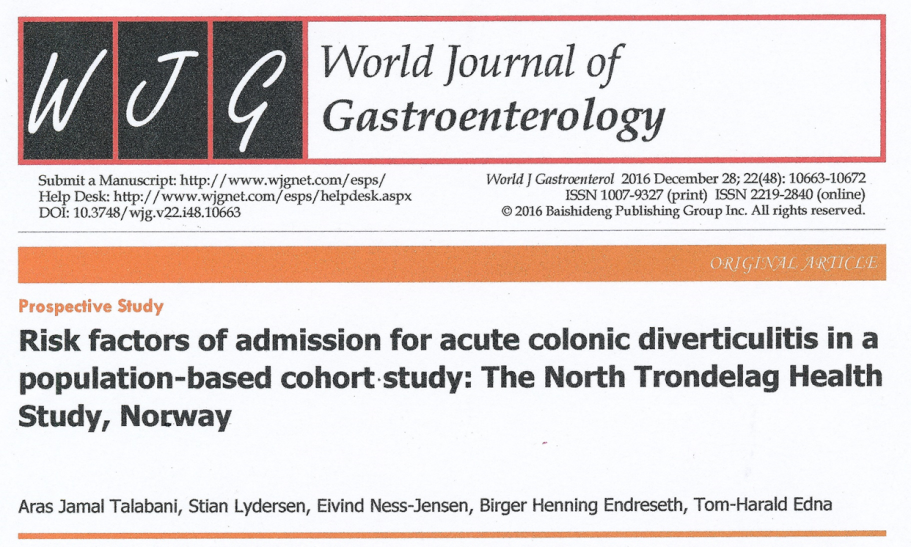 W J G
World Journal of
Gastroenterology
Submit a Manuscript: http://www.wjgnet.com/esps/
Help Desk: http://www.wjgnet.com/esps/helpdesk.aspx
DOI: 10.3748/wjg.v22.i48.10663
World J Gastroenterol 2016 December 28; 22(48): 10663-10672
ISSN 1007-9327 (print) ISSN 2219-2840 (online)
© 2016 Baishideng Publishing Group Inc. All rights reserved.
ORIGINAL ARTICLE
Prospective Study
Risk factors of admission for acute colonic diverticulitis in a
population-based cohort study: The North Trondelag Health
Study, Norway
Aras Jamal Talabani, Stian Lydersen, Eivind Ness-Jensen, Birger Henning Endreseth, Tom-Harald Edna